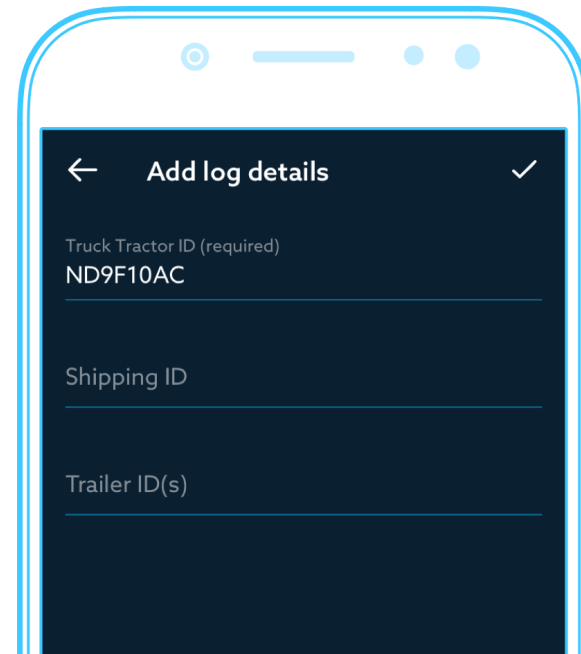 Add log details
Truck Tractor ID (required)
ND9F10AC
Shipping ID
Trailer ID(s)